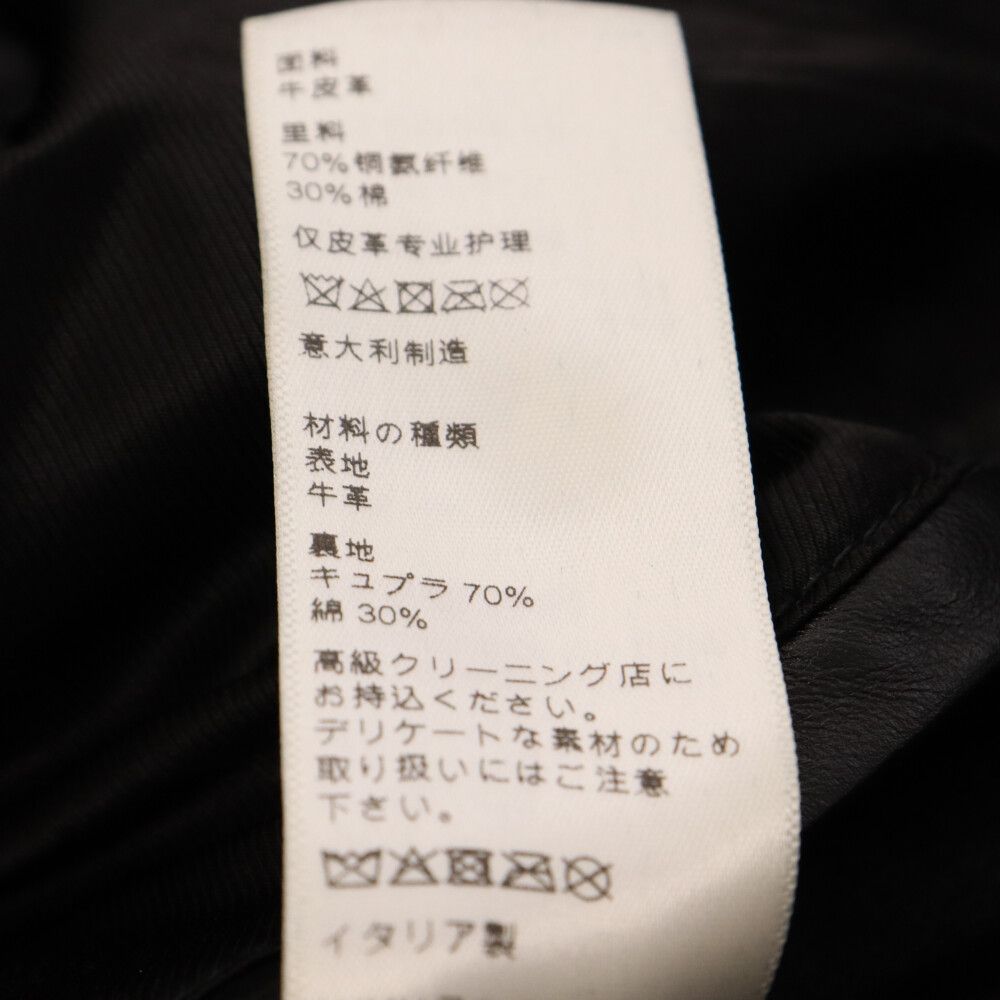 面料
牛皮革
里料
70%铜氨纤维
30%棉
仅皮革专业护理
意大利制造
材料の種類
表地
牛革
裏地
キュプラ 70%
綿 30%
高級クリーニング店に
お持込ください。
デリケートな素材のため
取り扱いにはご注意
下さい。
イタリア製